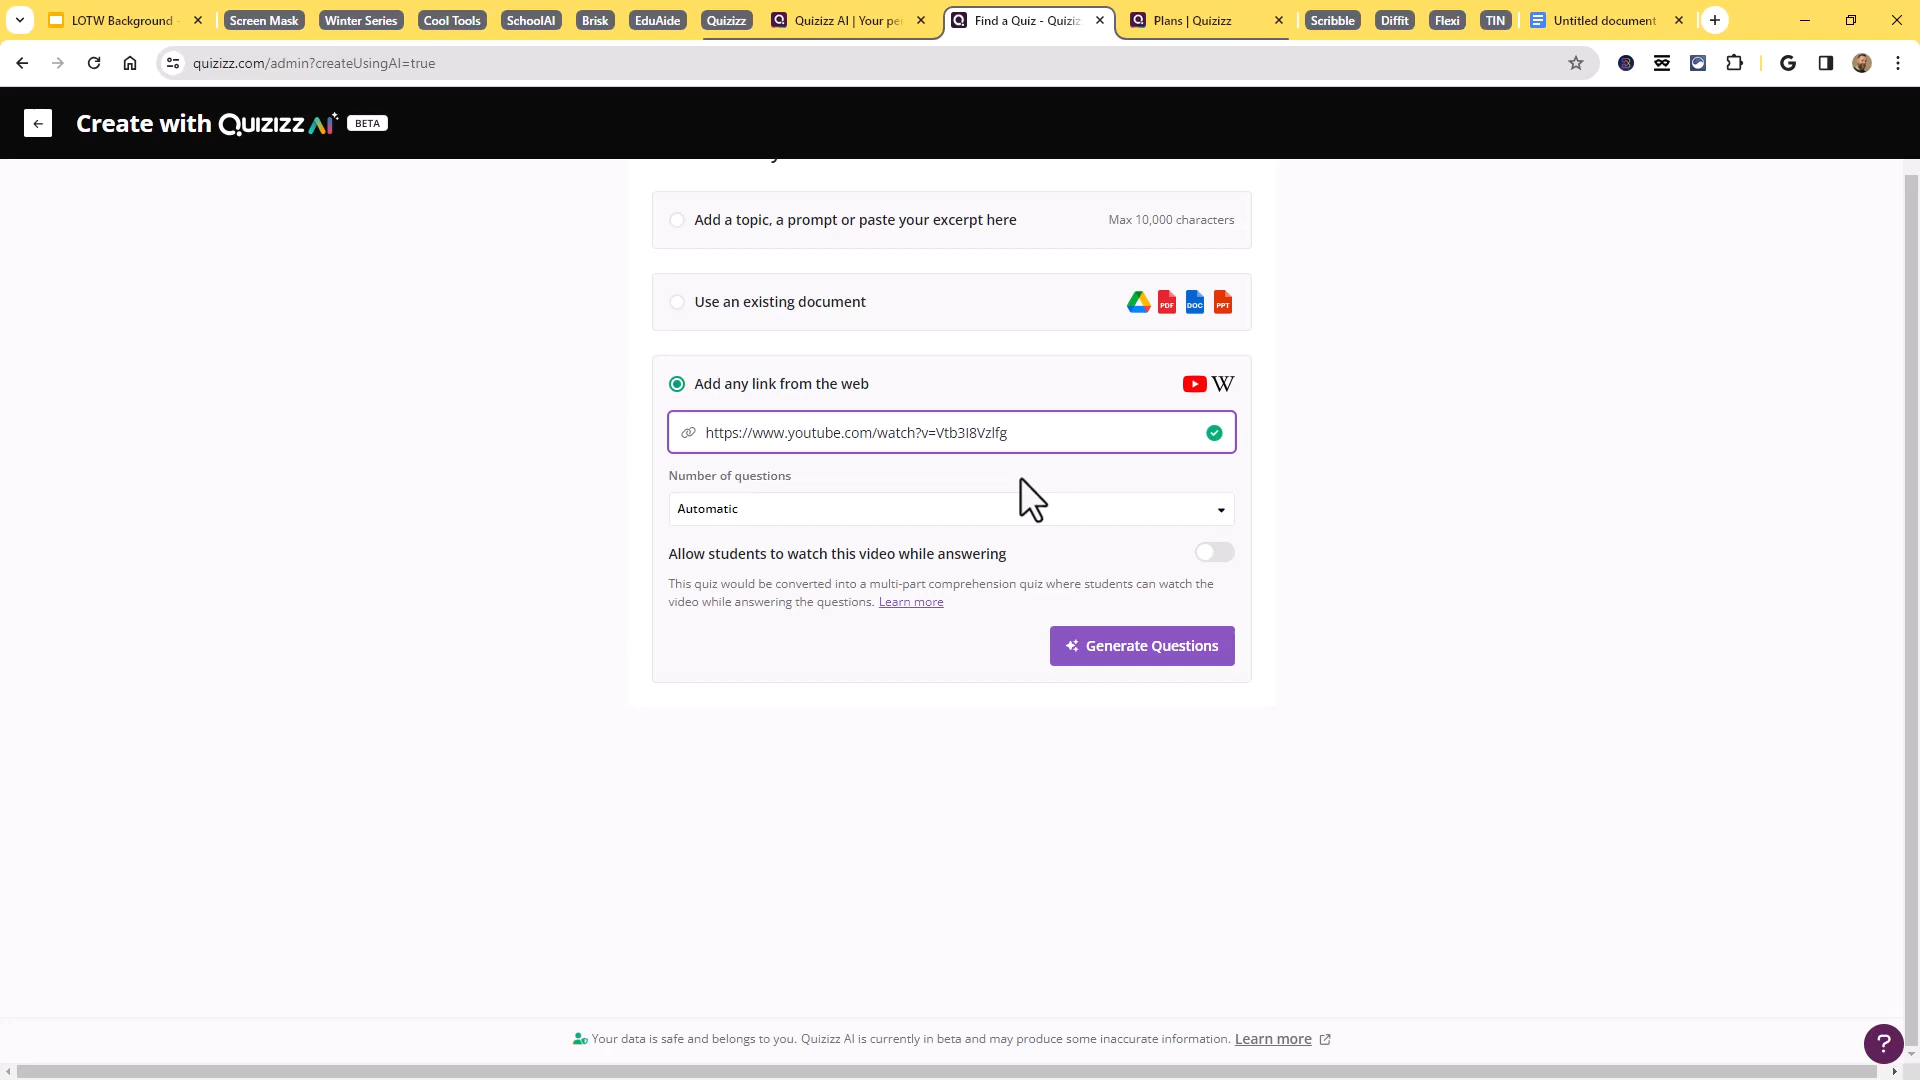 LOTW Background
Screen Mask
Winter Series
Cool Tools
SchoolAI
Brisk
EduAide
Quizizz
Quizizz AI | Your pe
Find a Quiz - Quiziz
Plans | Quizizz
Scribble
Diffit
Flexi
TIN
Untitled document
quizizz.com/admin?createUsingAI=true
Create with QUIZIZZ AI BETA
Add a topic, a prompt or paste your excerpt here
Max 10,000 characters
Use an existing document
PDF
DOC
PPT
Add any link from the web
W
https://www.youtube.com/watch?v=Vtb3I8Vzlfg
Number of questions
Automatic
Allow students to watch this video while answering
This quiz would be converted into a multi-part comprehension quiz where students can watch the
video while answering the questions. Learn more
Generate Questions
Your data is safe and belongs to you. Quizizz AI is currently in beta and may produce some inaccurate information. Learn more
?